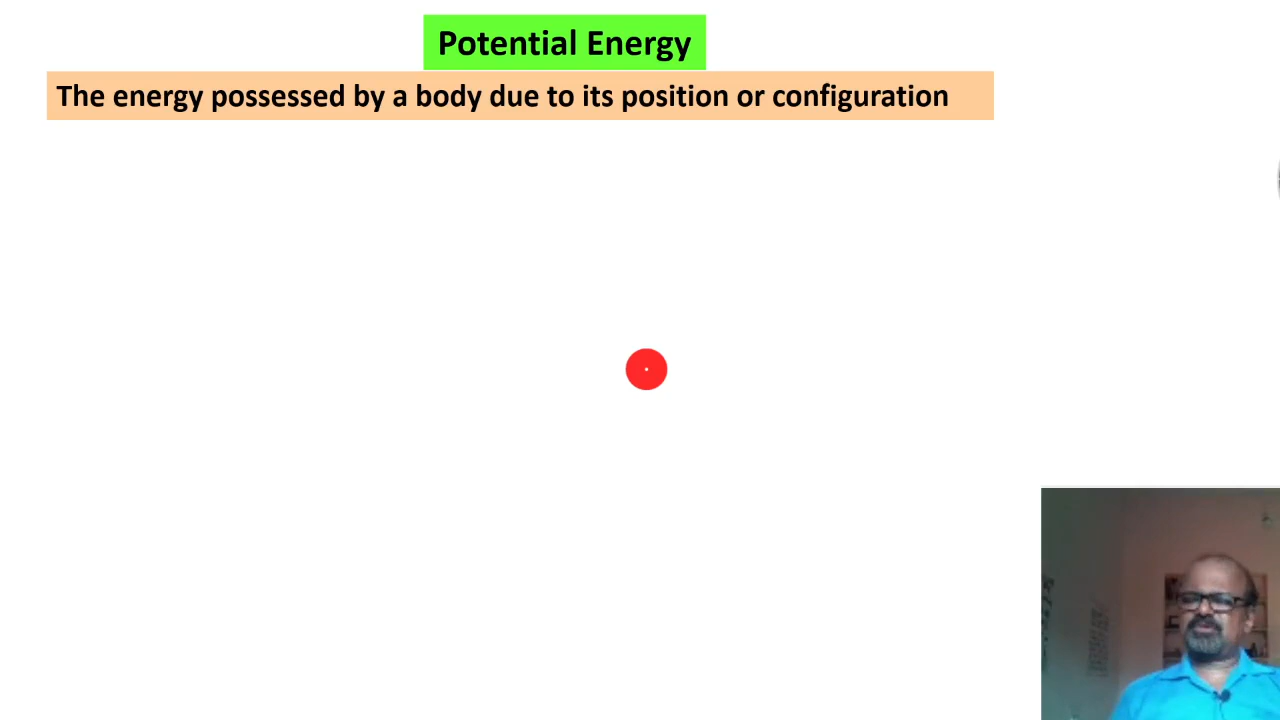 Potential Energy
The energy possessed by a body due to its position or configuration